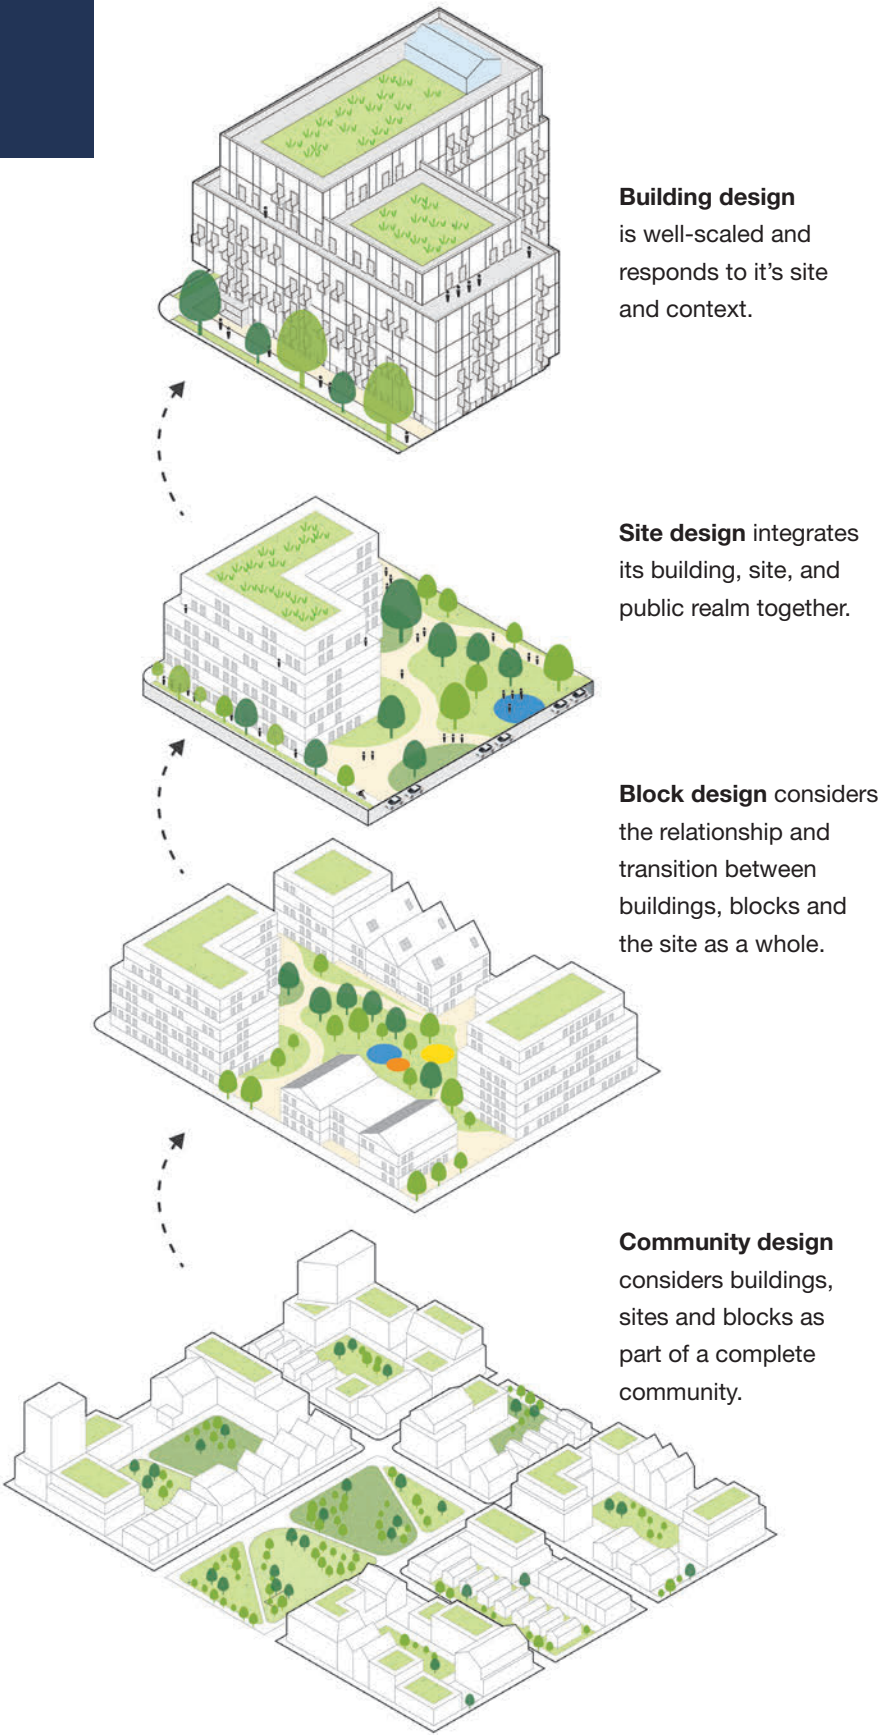 Building design
is well-scaled and
responds to it’s site
and context.
Site design integrates
its building, site, and
public realm together.
Block design considers
the relationship and
transition between
buildings, blocks and
the site as a whole.
Community design
considers buildings,
sites and blocks as
part of a complete
community.